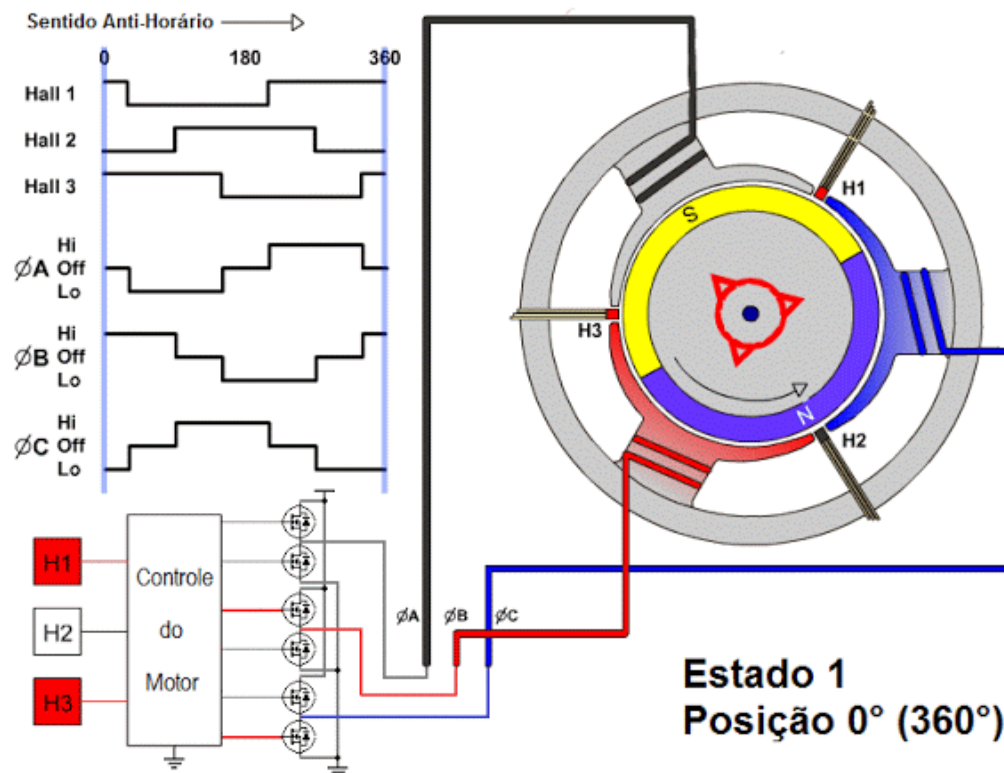 Sentido Anti-Horário
0 180 360
Hall 1
Hall 2
Hall 3
Hi
ØA Off
Lo
Hi
ØB Off
Lo
Hi
ØC Off
Lo
H1
S
H3
N
H2
H1
H2
H3
Controle
do
Motor
ØA ØB ØC
Estado 1
Posição 0° (360°)